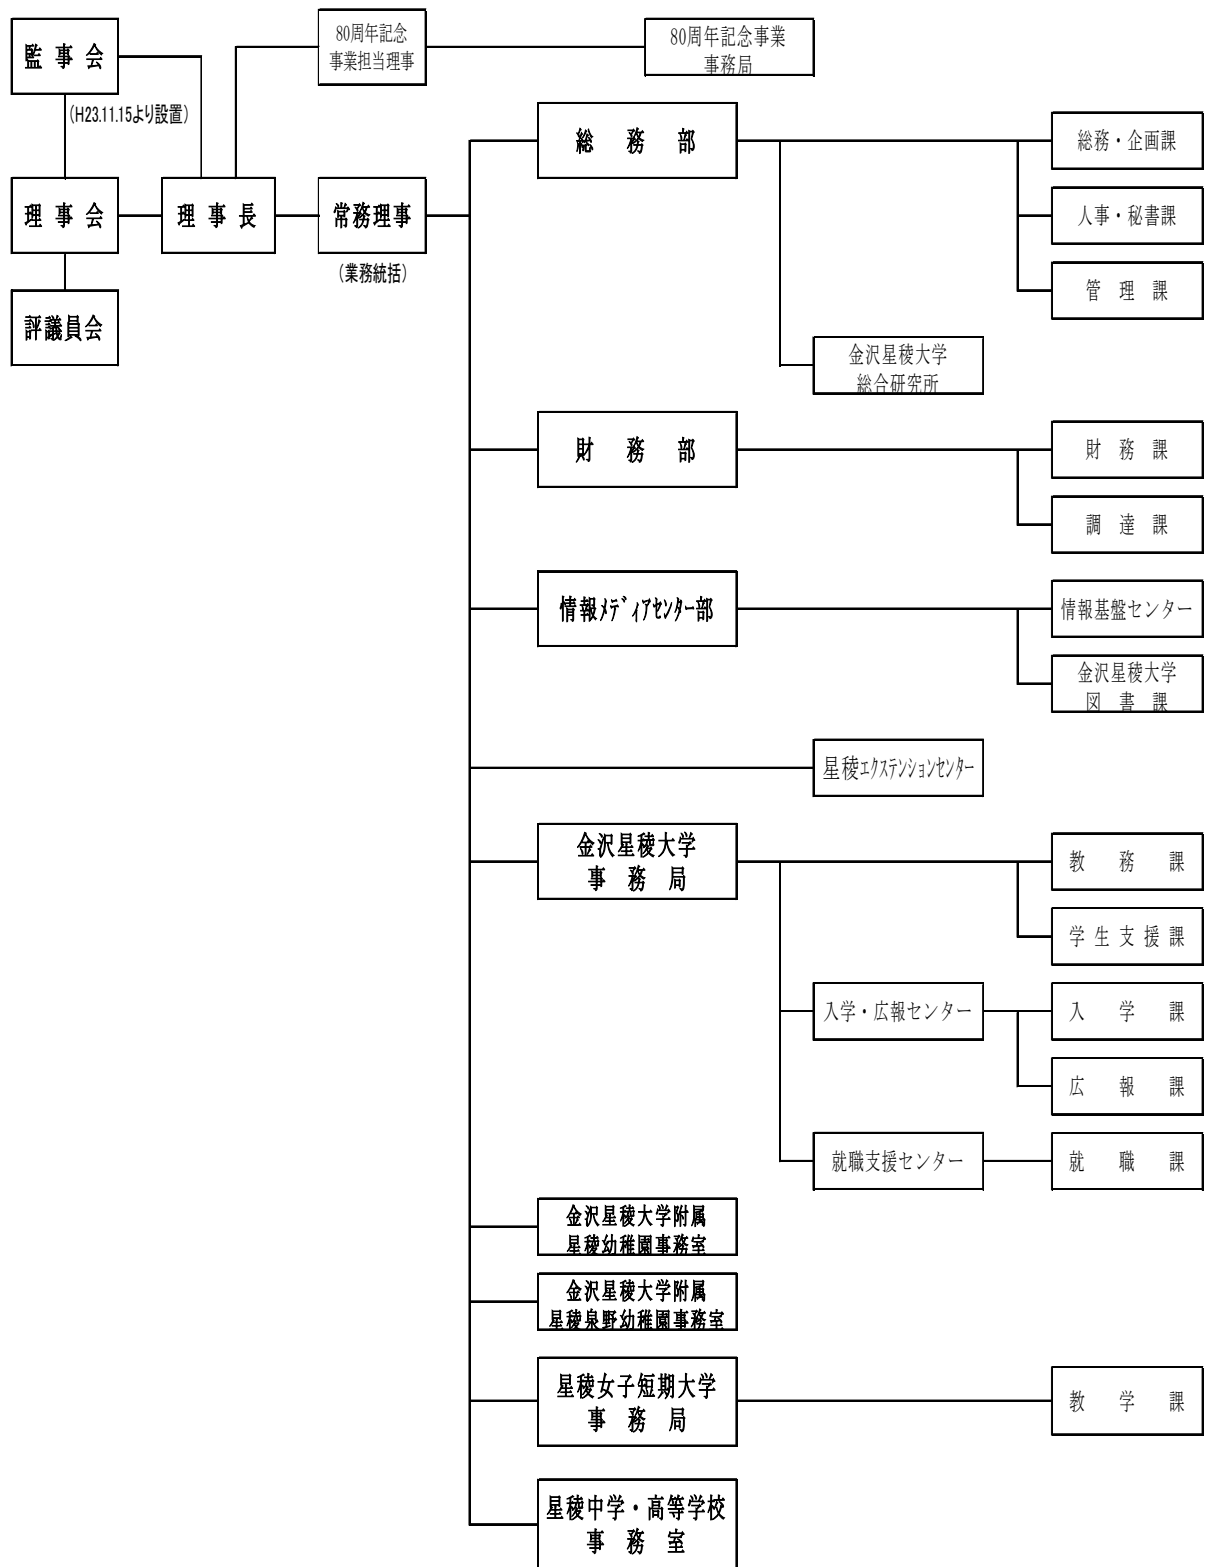 監事会
80周年記念
事業担当理事
80周年記念事業
事務局
(H23.11.15より設置)
総務部
総務・企画課
理事会
理事長
常務理事
人事・秘書課
(業務統括)
管理課
評議員会
金沢星稜大学
総合研究所
財務部
財務課
調達課
情報ﾒﾃﾞｨｱｾﾝﾀｰ部
情報基盤センター
金沢星稜大学
図書課
星稜ｴｸｽﾃﾝｼｮﾝｾﾝﾀｰ
金沢星稜大学
事務局
教務課
学生支援課
入学・広報センター
入学課
広報課
就職支援センター
就職課
金沢星稜大学附属
星稜幼稚園事務室
金沢星稜大学附属
星稜泉野幼稚園事務室
星稜女子短期大学
事務局
教学課
星稜中学・高等学校
事務室